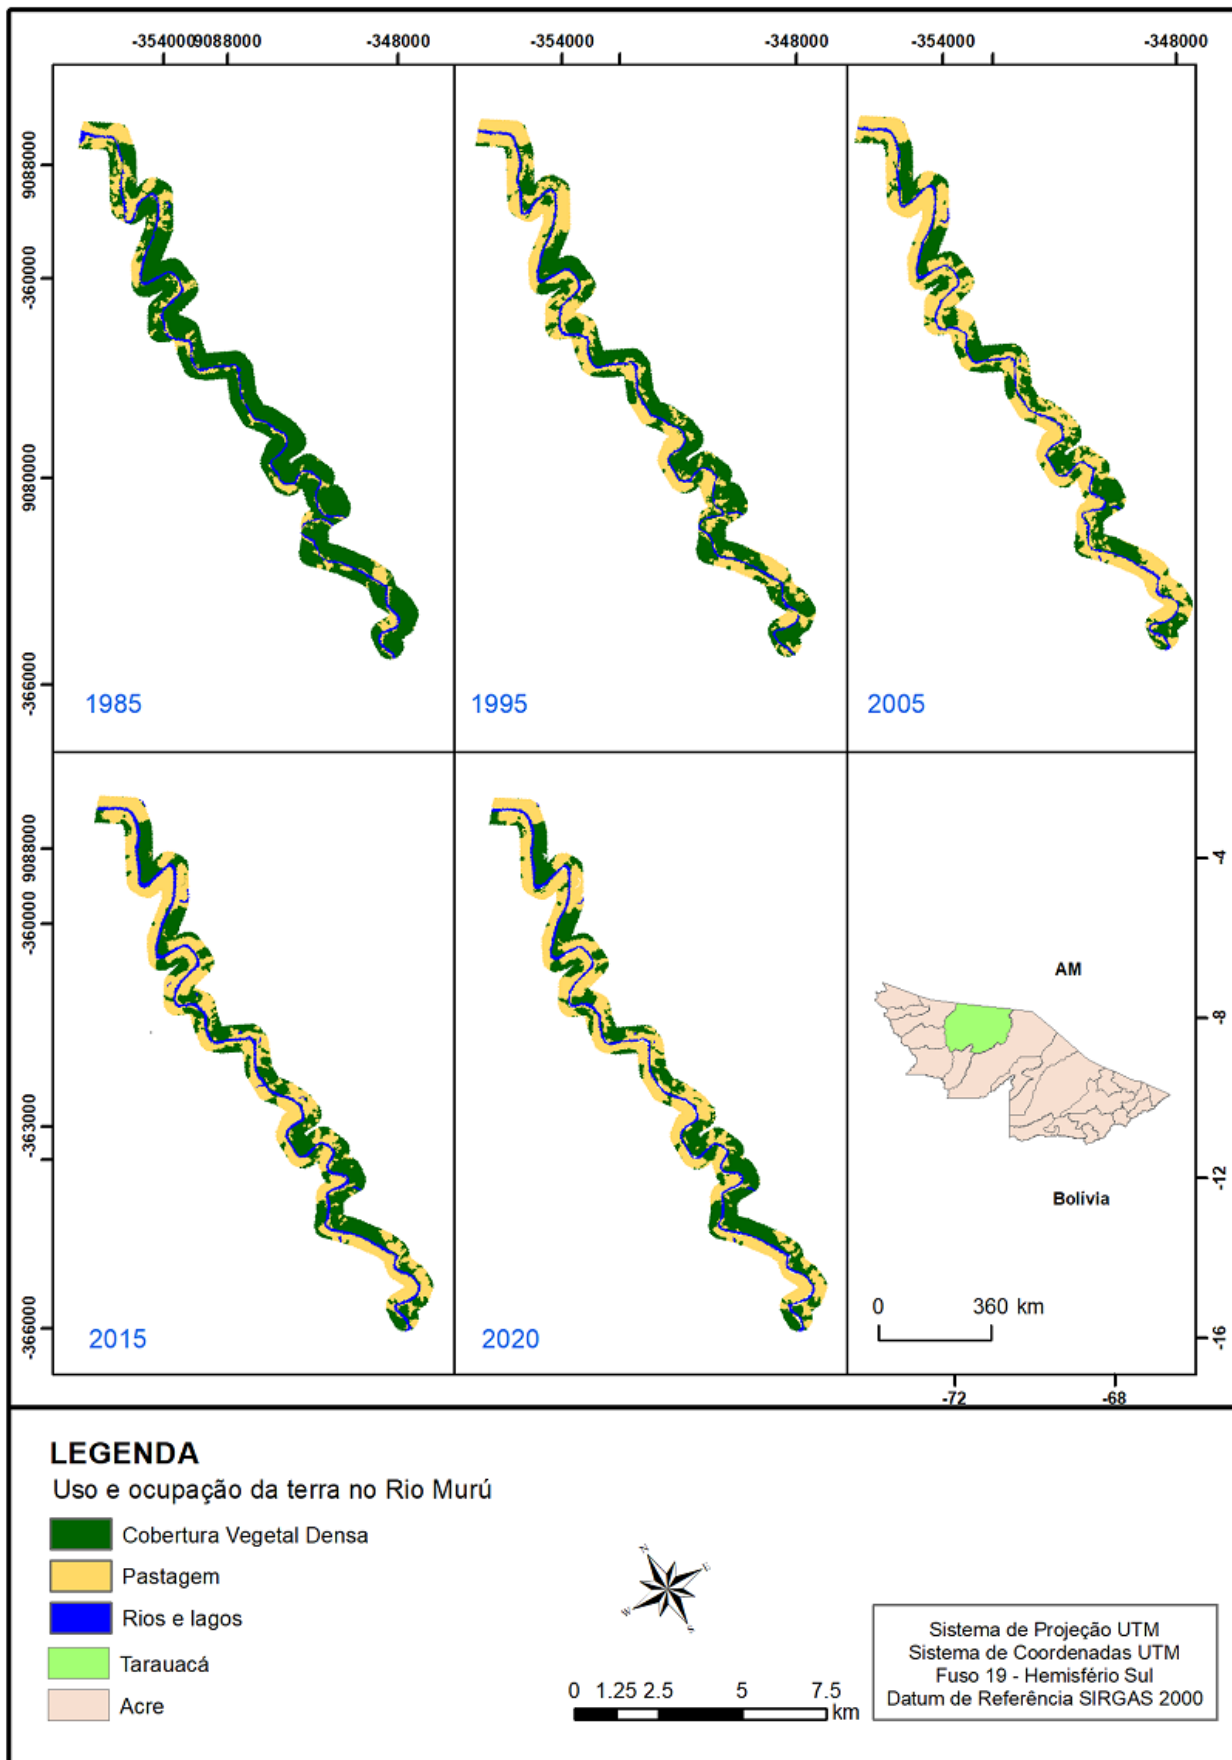 -354000 9088000 -348000 -354000 -348000 -354000 -348000
9088000
-360000
9080000
-366000
1985 1995 2005
9088000
-360000
-363000
-366000
-4
-8
-12
-16
AM
Bolívia
0 360 km
2015 2020
-72 -68
LEGENDA
Uso e ocupação da terra no Rio Murú
Cobertura Vegetal Densa
Pastagem
Rios e lagos
Tarauacá
Acre
N
E
W
S
0 1.25 2.5 5 7.5
km
Sistema de Projeção UTM
Sistema de Coordenadas UTM
Fuso 19 - Hemisfério Sul
Datum de Referência SIRGAS 2000